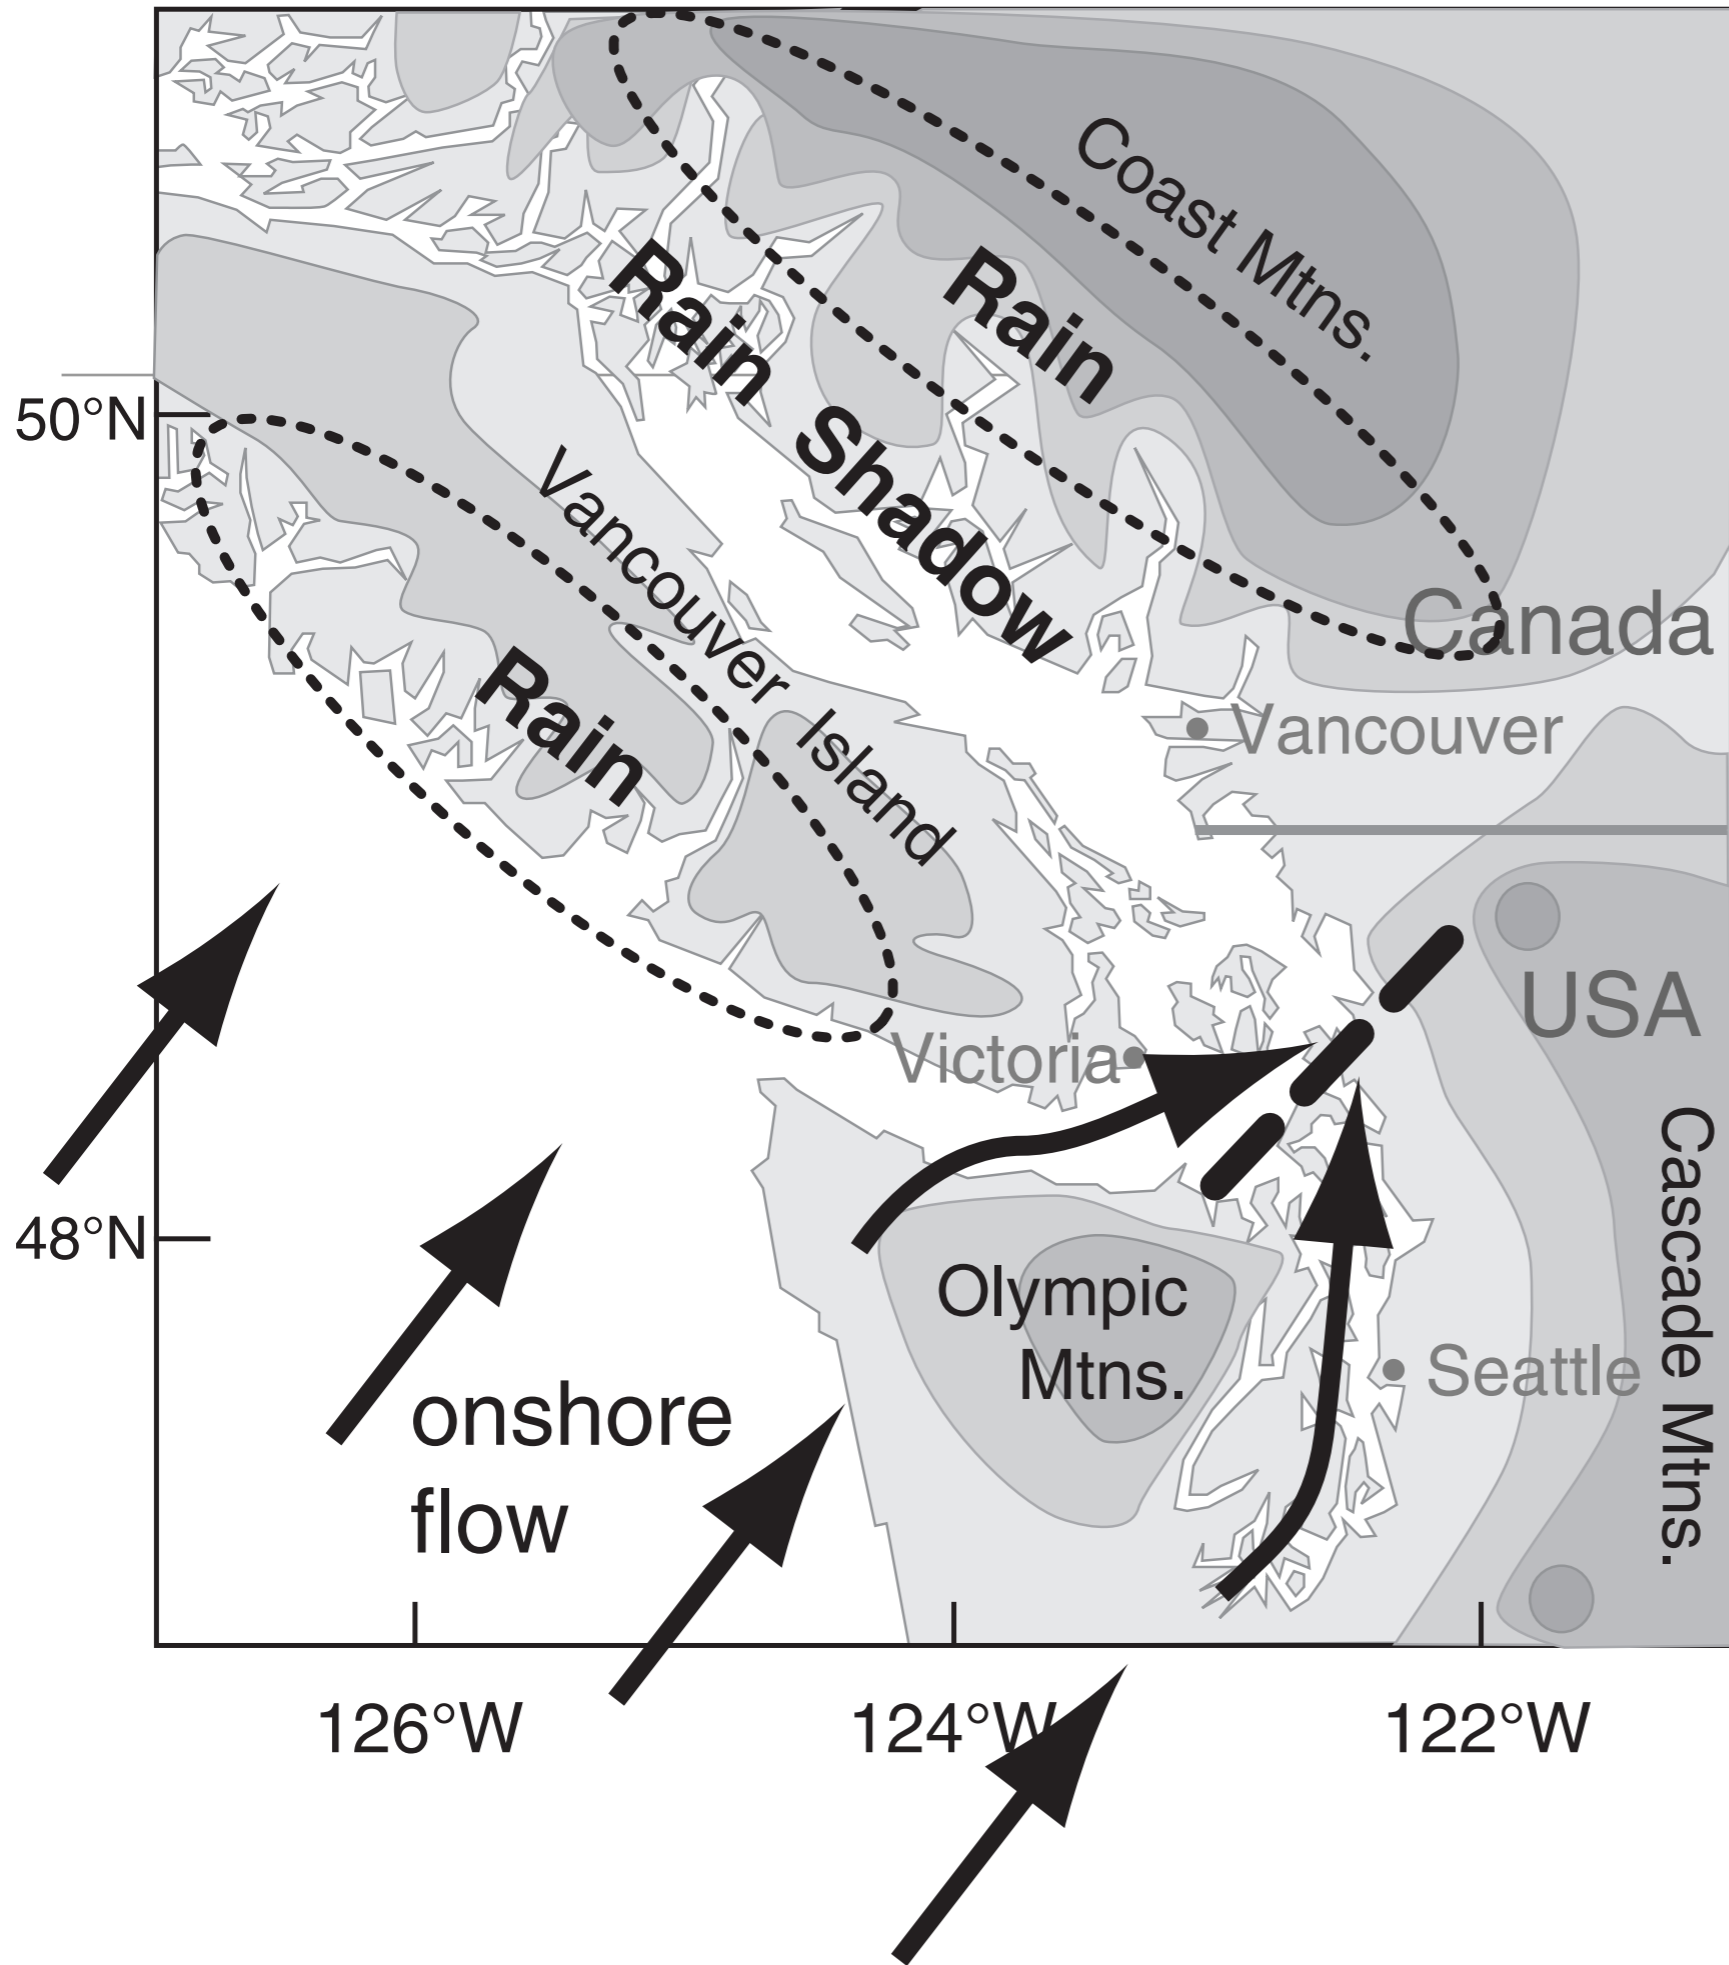 Coast Mtns.
Rain
Rain
Shadow
50°N
Vancouver Island
Canada
Rain
Vancouver
USA
Victoria
48°N
Cascade Mtns.
Olympic
Mtns.
Seattle
onshore
flow
126°W
124°W
122°W